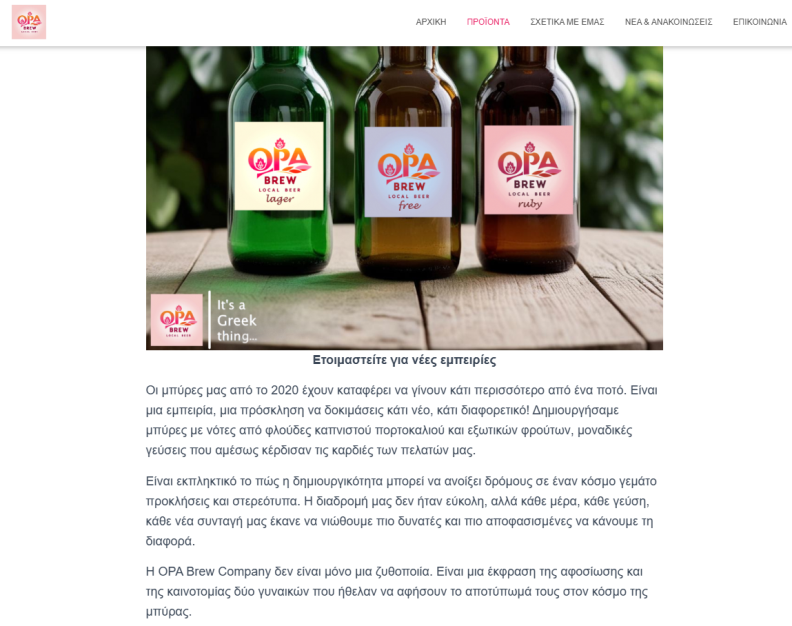 OPA
BREW
LOCAL BEER
ΑΡΧΙΚΗ ΠΡΟΪΟΝΤΑ ΣΧΕΤΙΚΑ ΜΕ ΕΜΑΣ ΝΕΑ & ΑΝΑΚΟΙΝΩΣΕΙΣ ΕΠΙΚΟΙΝΩΝΙΑ
OPA
BREW
LOCAL BEER
lager
OPA
BREW
LOCAL BEER
free
OPA
BREW
LOCAL BEER
ruby
OPA
BREW
LOCAL BEER
It's a
Greek
thing...
Ετοιμαστείτε για νέες εμπειρίες
Οι μπύρες μας από το 2020 έχουν καταφέρει να γίνουν κάτι περισσότερο από ένα ποτό. Είναι
μια εμπειρία, μια πρόσκληση να δοκιμάσεις κάτι νέο, κάτι διαφορετικό! Δημιουργήσαμε
μπύρες με νότες από φλούδες καπνιστού πορτοκαλιού και εξωτικών φρούτων, μοναδικές
γεύσεις που αμέσως κέρδισαν τις καρδιές των πελατών μας.
Είναι εκπληκτικό το πώς η δημιουργικότητα μπορεί να ανοίξει δρόμους σε έναν κόσμο γεμάτο
προκλήσεις και στερεότυπα. Η διαδρομή μας δεν ήταν εύκολη, αλλά κάθε μέρα, κάθε γεύση,
κάθε νέα συνταγή μας έκανε να νιώθουμε πιο δυνατές και πιο αποφασισμένες να κάνουμε τη
διαφορά.
Η OPA Brew Company δεν είναι μόνο μια ζυθοποιία. Είναι μια έκφραση της αφοσίωσης και
της καινοτομίας δύο γυναικών που ήθελαν να αφήσουν το αποτύπωμά τους στον κόσμο της
μπύρας.